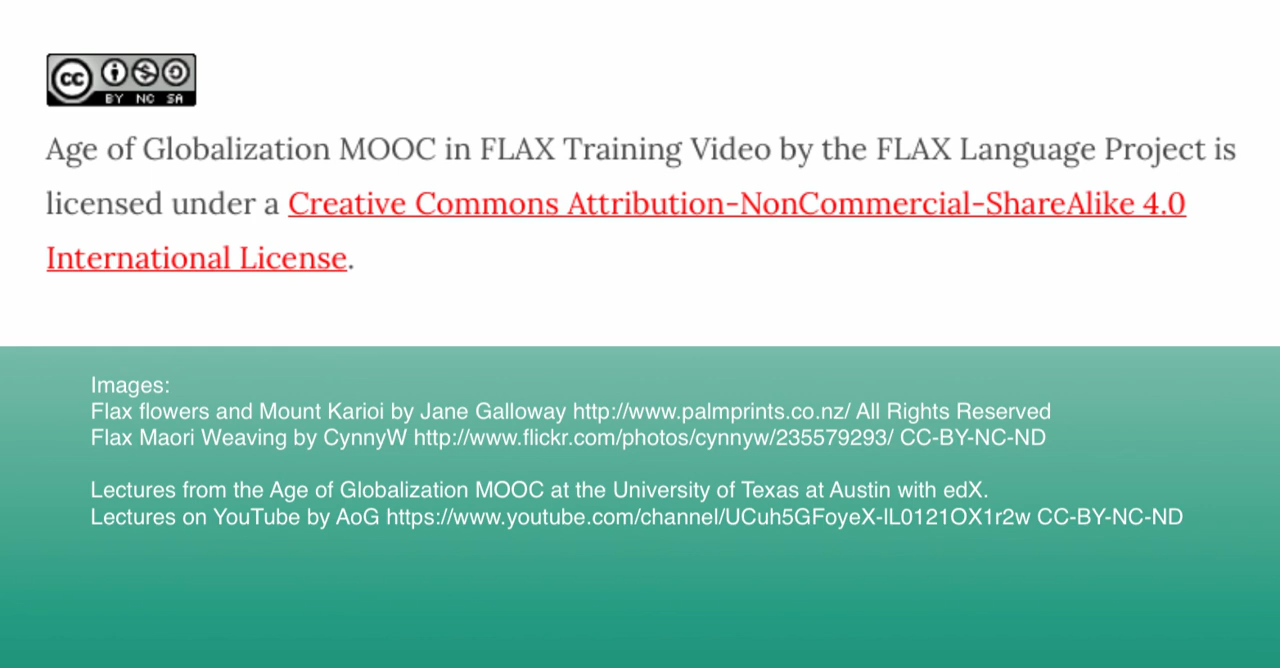 cc BY NC SA
Age of Globalization MOOC in FLAX Training Video by the FLAX Language Project is
licensed under a Creative Commons Attribution-NonCommercial-ShareAlike 4.0
International License.
Images:
Flax flowers and Mount Karioi by Jane Galloway http://www.palmprints.co.nz/ All Rights Reserved
Flax Maori Weaving by CynnyW http://www.flickr.com/photos/cynnyw/235579293/ CC-BY-NC-ND
Lectures from the Age of Globalization MOOC at the University of Texas at Austin with edX.
Lectures on YouTube by AoG https://www.youtube.com/channel/UCuh5GFoyeX-lL0121OX1r2w CC-BY-NC-ND